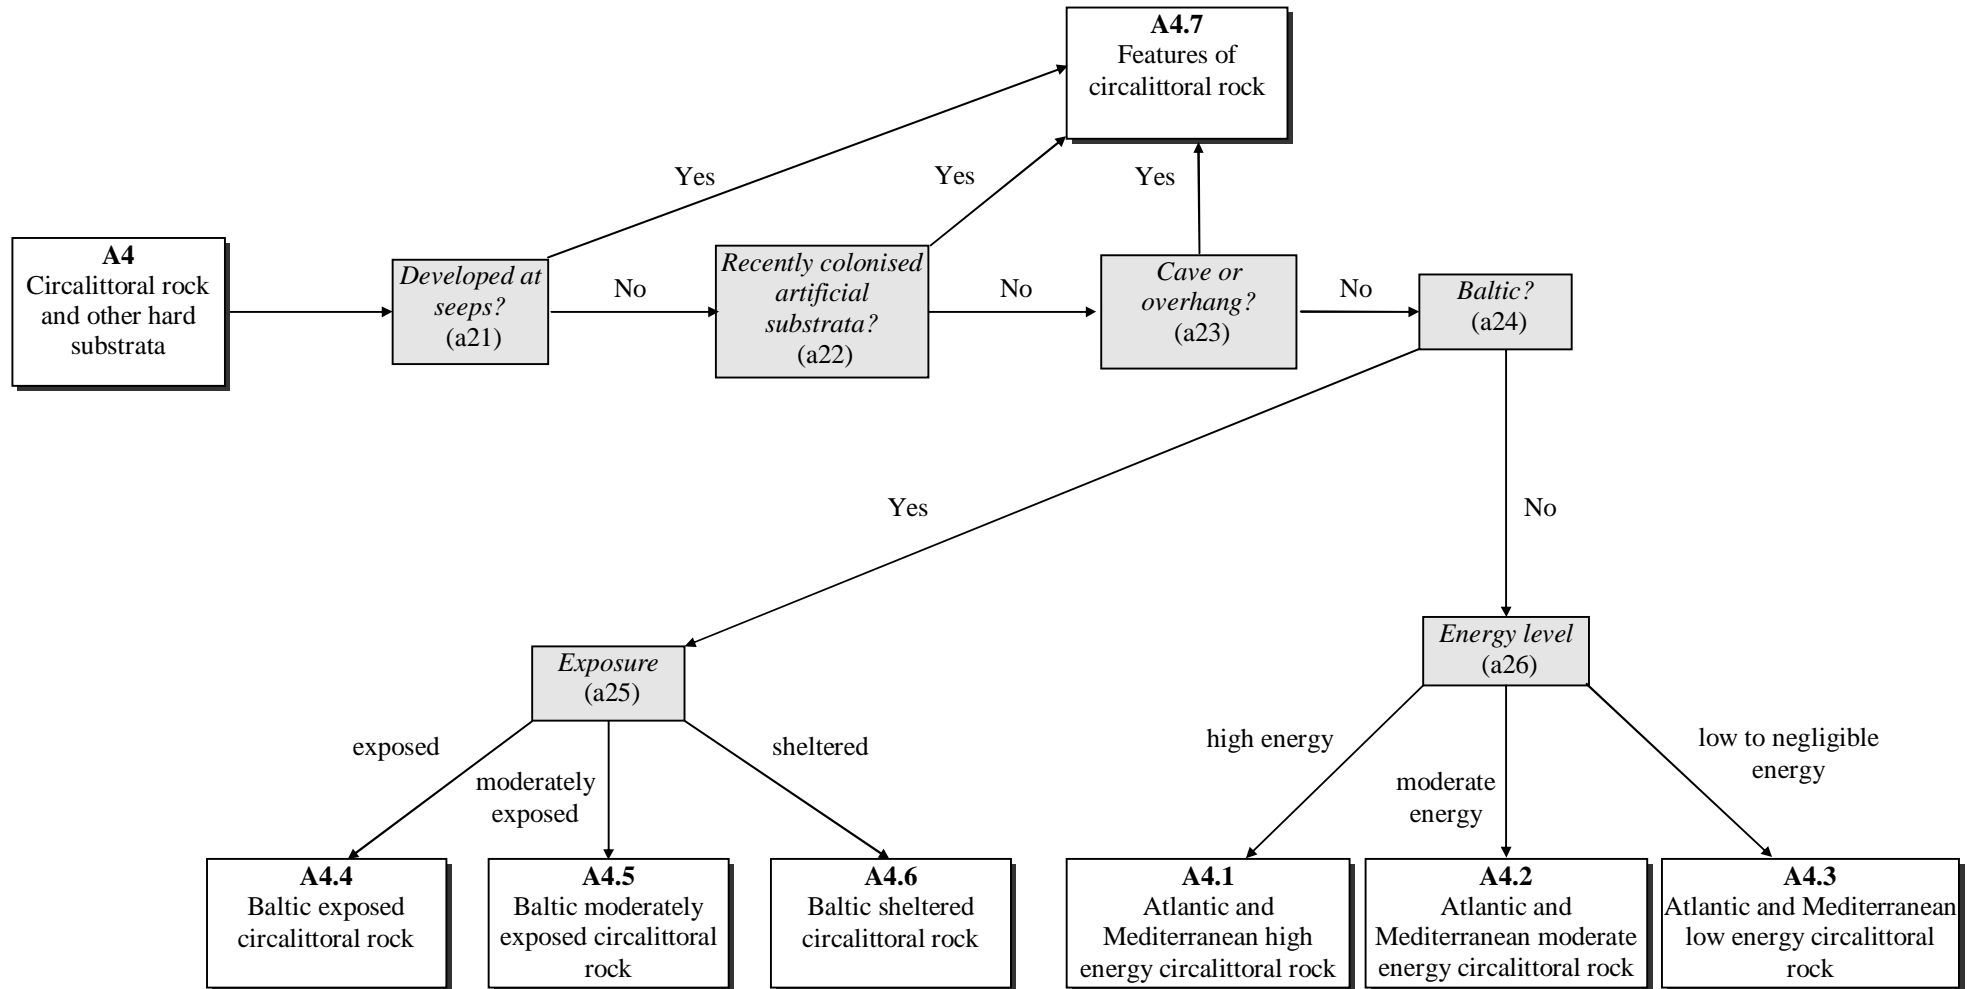 A4.7
Features of
circalittoral rock
Yes
Yes
Yes
A4
Circalittoral rock
and other hard
substrata
Developed at
seeps?
(a21)
No
Recently colonised
artificial
substrata?
(a22)
No
Cave or
overhang?
(a23)
No
Baltic?
(a24)
Yes
No
Exposure
(a25)
Energy level
(a26)
exposed
moderately
exposed
sheltered
high energy
moderate
energy
low to negligible
energy
A4.4
Baltic exposed
circalittoral rock
A4.5
Baltic moderately
exposed circalittoral
rock
A4.6
Baltic sheltered
circalittoral rock
A4.1
Atlantic and
Mediterranean high
energy circalittoral rock
A4.2
Atlantic and
Mediterranean moderate
energy circalittoral rock
A4.3
Atlantic and Mediterranean
low energy circalittoral
rock